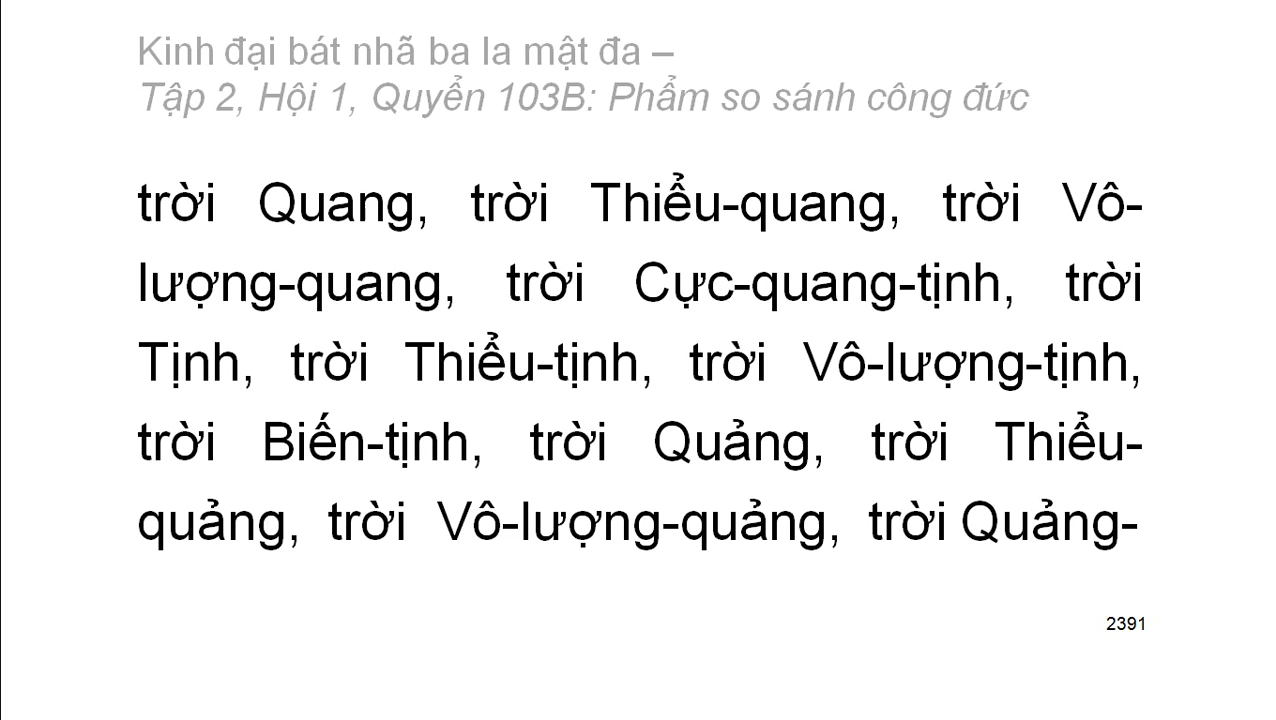 Kinh đại bát nhã ba la mật đa –
Tập 2, Hội 1, Quyển 103B: Phẩm so sánh công đức
trời Quang, trời Thiểu-quang, trời Vô-
lượng-quang, trời Cực-quang-tịnh, trời
Tịnh, trời Thiểu-tịnh, trời Vô-lượng-tịnh,
trời Biến-tịnh, trời Quảng, trời Thiểu-
quảng, trời Vô-lượng-quảng, trời Quảng-
2391